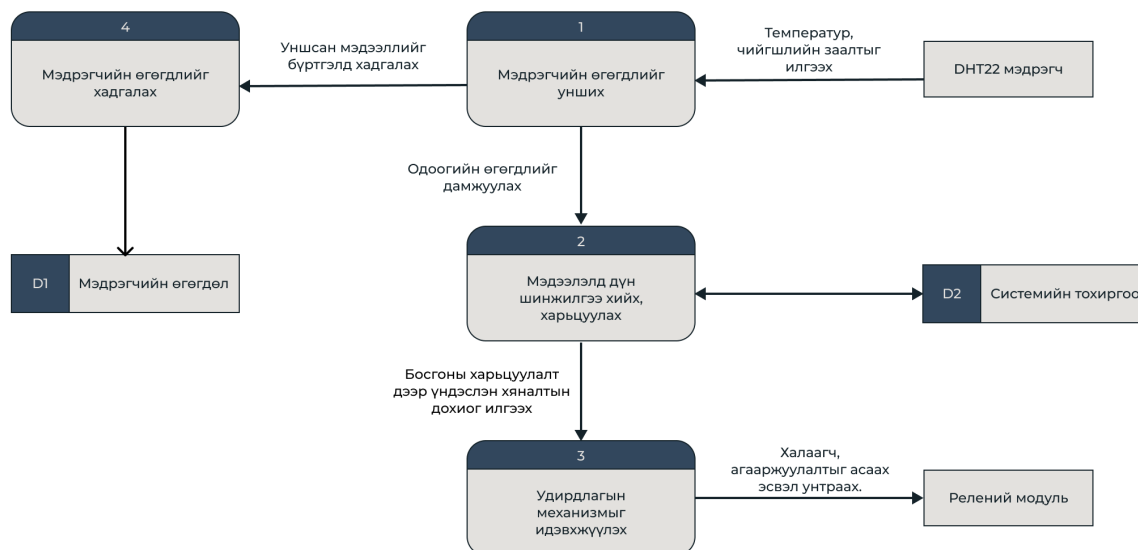 4
Мэдрэгчийн өгөгдлийг
хадгалах
Уншсан мэдээллийг
бүртгэлд хадгалах
1
Мэдрэгчийн өгөгдлийг
унших
Температур,
чийгшлийн заалтыг
илгээх
DHT22 мэдрэгч
Одоогийн өгөгдлийг
дамжуулах
D1
Мэдрэгчийн өгөгдөл
2
Мэдээлэлд дүн
шинжилгээ хийх,
харьцуулах
D2
Системийн тохиргоо
Босгоны харьцуулалт
дээр үндэслэн хяналтын
дохиог илгээх
3
Удирдлагын
механизмыг
идэвхжүүлэх
Халаагч,
агааржуулалтыг асаах
эсвэл унтраах.
Релений модуль